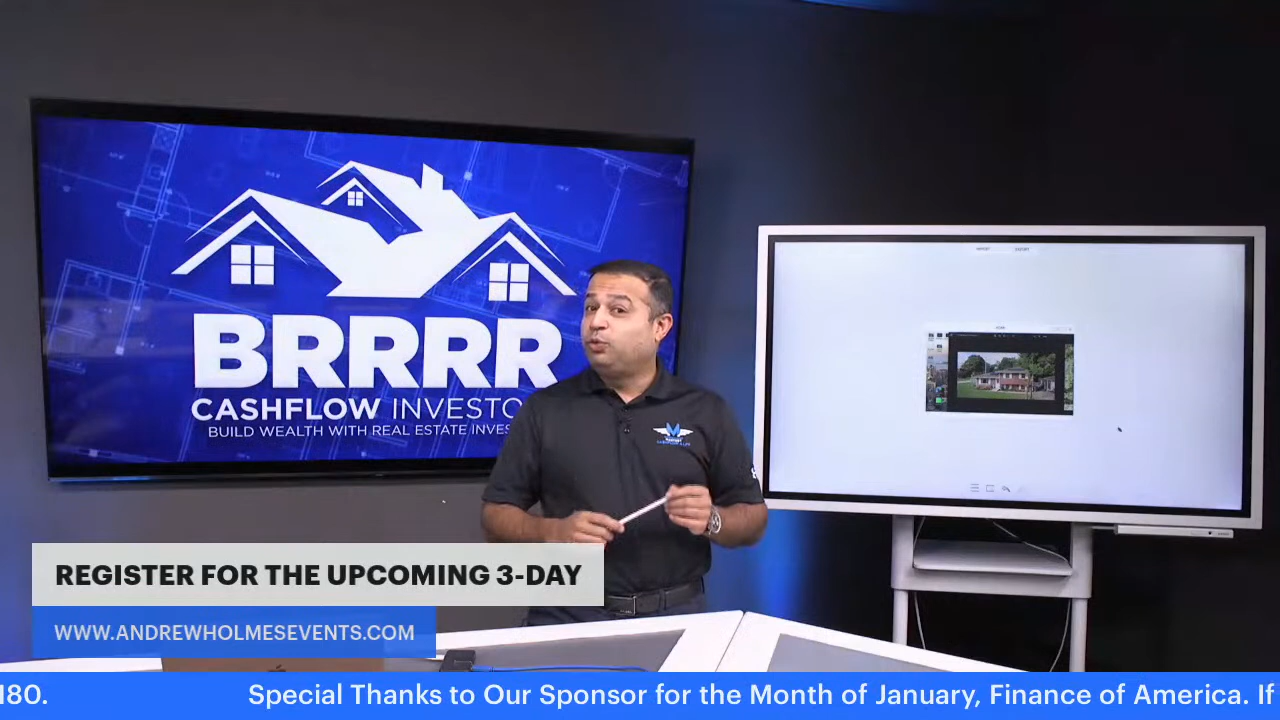 BRRRR
CASHFLOW INVESTO
BUILD WEALTH WITH REAL ESTATE INVES
REGISTER FOR THE UPCOMING 3-DAY
WWW.ANDREWHOLMESEVENTS.COM
180.
Special Thanks to Our Sponsor for the Month of January, Finance of America. If